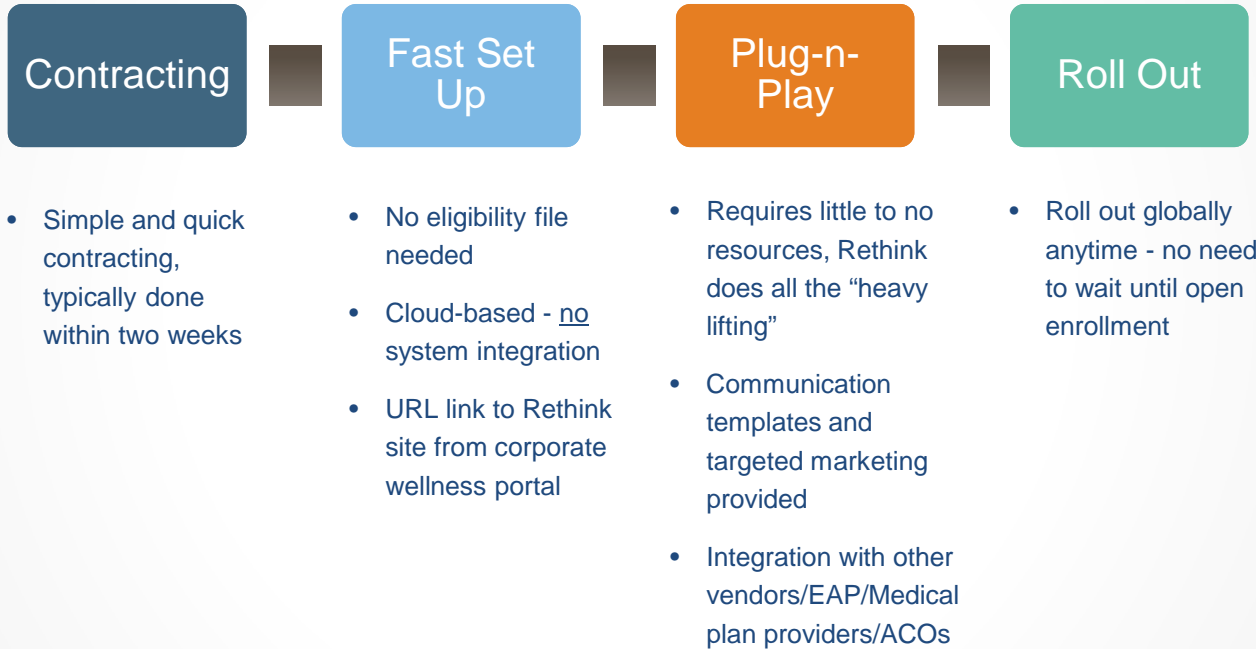 Contracting
Fast Set
Up
Plug-n-
Play
Roll Out
• Simple and quick
contracting,
typically done
within two weeks
• No eligibility file
needed
• Cloud-based - no
system integration
• URL link to Rethink
site from corporate
wellness portal
• Requires little to no
resources, Rethink
does all the “heavy
lifting”
• Communication
templates and
targeted marketing
provided
• Integration with other
vendors/EAP/Medical
plan providers/ACOs
• Roll out globally
anytime - no need
to wait until open
enrollment